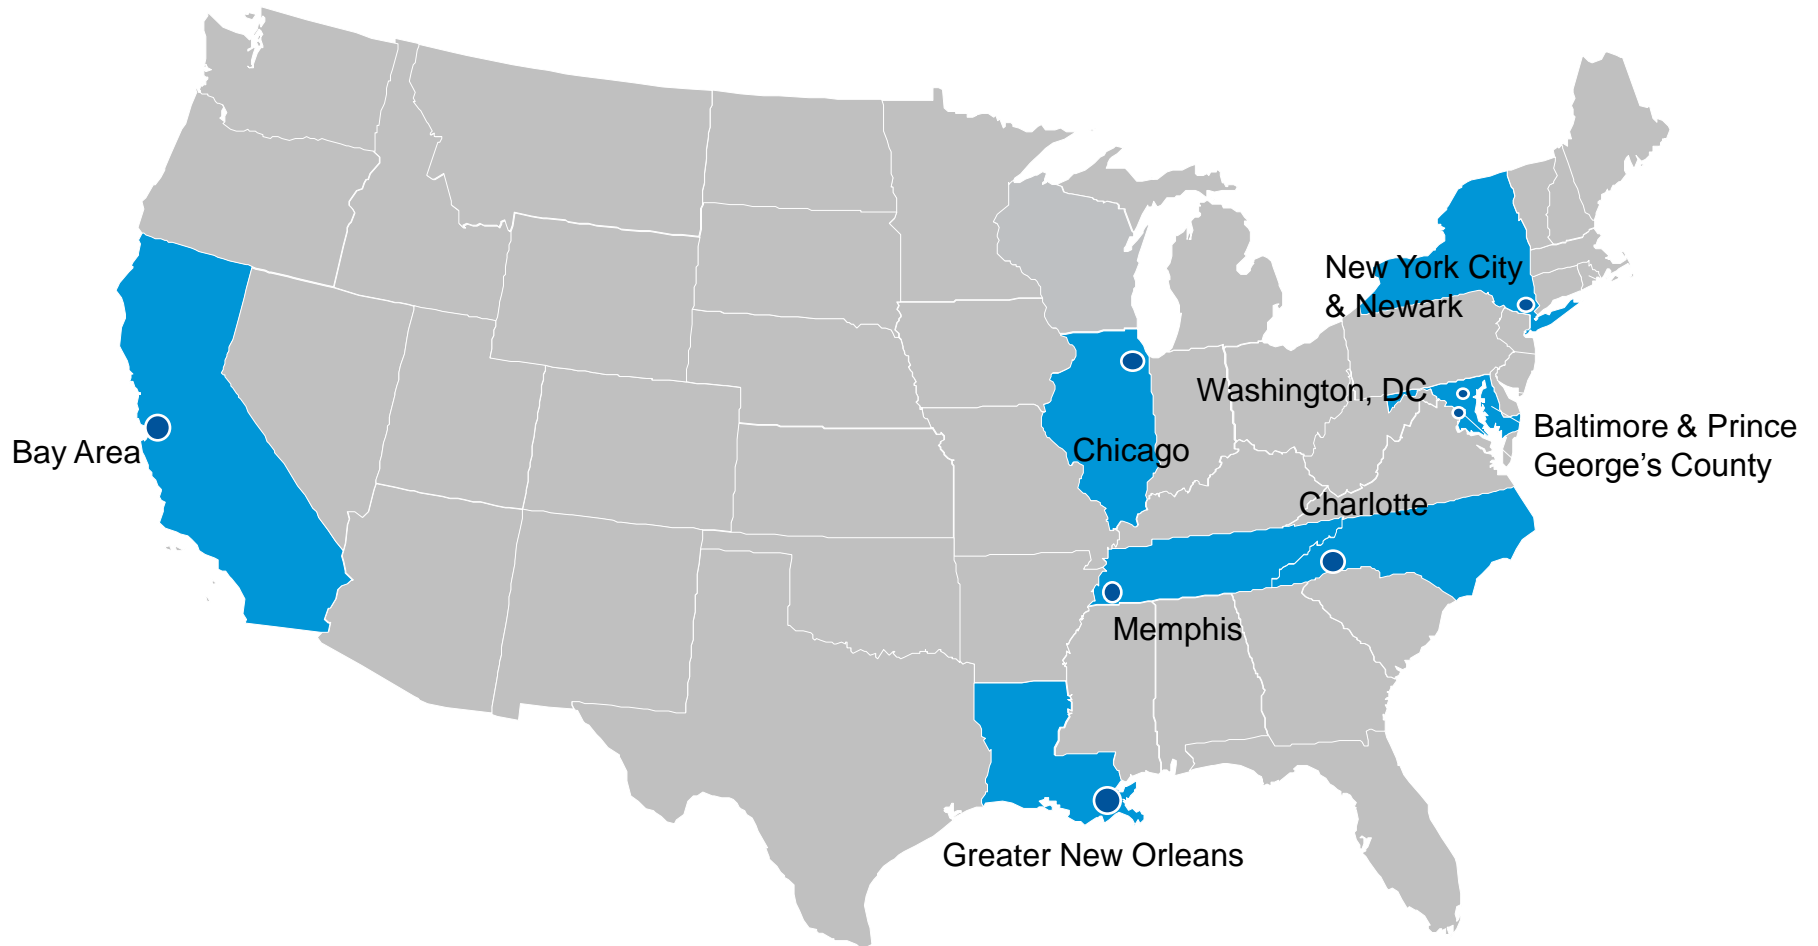 New York City
& Newark
Washington, DC
Baltimore & Prince
George’s County
Bay Area
Chicago
Charlotte
Memphis
Greater New Orleans